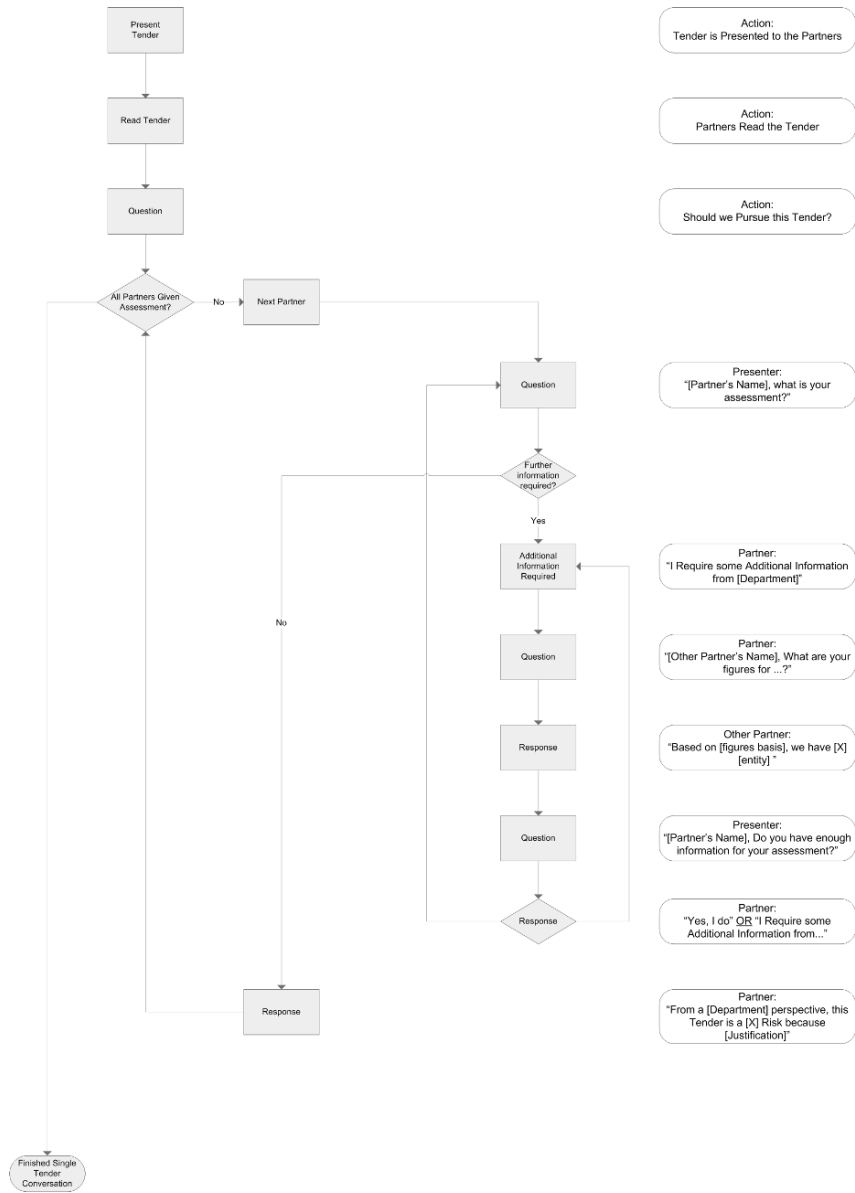 Present
Tender
Action:
Tender is Presented to the Partners
Read Tender
Action:
Partners Read the Tender
Question
Action:
Should we Pursue this Tender?
All Partners Given
Assessment?
No
Next Partner
Question
Presenter:
“[Partner’s Name], what is your
assessment?”
Further
information
required?
Yes
Additional
Information
Required
Partner:
“I Require some Additional Information
from [Department]”
No
Question
Partner:
“[Other Partner’s Name], What are your
figures for ...?”
Response
Other Partner:
“Based on [figures basis], we have [X]
[entity] ”
Question
Presenter:
“[Partner’s Name], Do you have enough
information for your assessment?”
Response
Partner:
“Yes, I do” OR “I Require some
Additional Information from...”
Response
Partner:
“From a [Department] perspective, this
Tender is a [X] Risk because
[Justification]”
Finished Single
Tender
Conversation